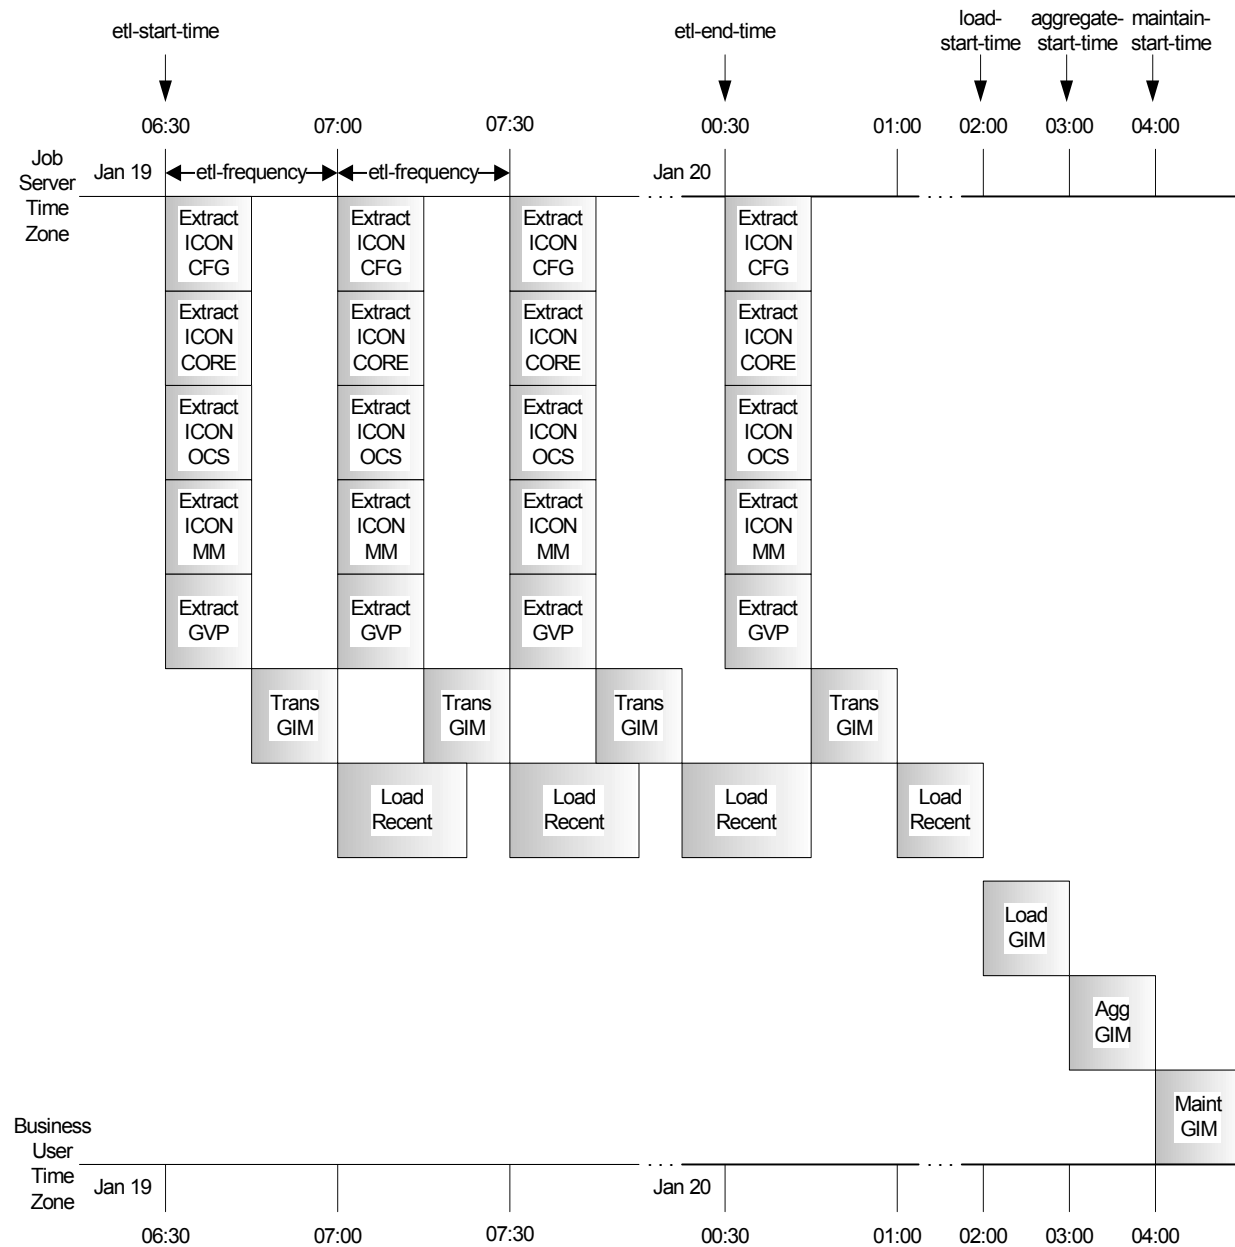 etl-start-time
etl-end-time
load-
start-time
aggregate-
start-time
maintain-
start-time
06:30
07:00
07:30
00:30
01:00
02:00
03:00
04:00
Job
Server
Time
Zone
Jan 19
etl-frequency
etl-frequency
. . .
Jan 20
. . .
Extract
ICON
CFG
Extract
ICON
CFG
Extract
ICON
CFG
Extract
ICON
CFG
Extract
ICON
CORE
Extract
ICON
CORE
Extract
ICON
CORE
Extract
ICON
CORE
Extract
ICON
OCS
Extract
ICON
OCS
Extract
ICON
OCS
Extract
ICON
OCS
Extract
ICON
MM
Extract
ICON
MM
Extract
ICON
MM
Extract
ICON
MM
Extract
GVP
Extract
GVP
Extract
GVP
Extract
GVP
Trans
GIM
Trans
GIM
Trans
GIM
Trans
GIM
Load
Recent
Load
Recent
Load
Recent
Load
Recent
Load
GIM
Agg
GIM
Maint
GIM
Business
User
Time
Zone
Jan 19
. . .
Jan 20
. . .
06:30
07:00
07:30
00:30
01:00
02:00
03:00
04:00